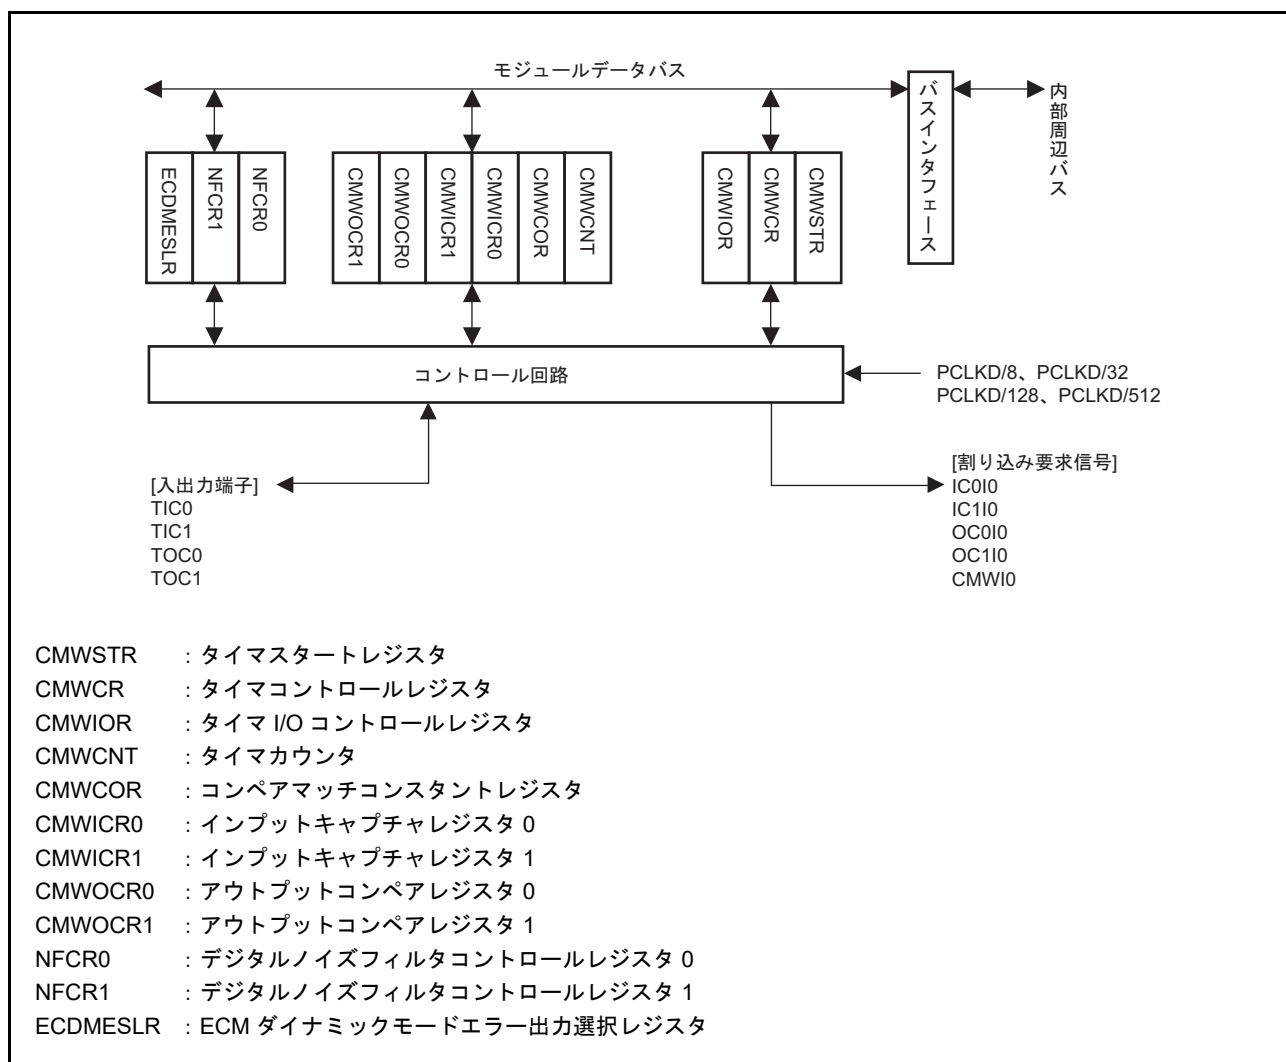 モジュールデータバス
バスインタフェース
内部周辺バス
ECDMESLR
NFCR1
NFCR0
CMWOCR1
CMWOCR0
CMWICR1
CMWICR0
CMWCOR
CMWCNT
CMWIOR
CMWCR
CMWSTR
コントロール回路
PCLKD/8、PCLKD/32
PCLKD/128、PCLKD/512
[入出力端子]
TIC0
TIC1
TOC0
TOC1
[割り込み要求信号]
IC0I0
IC1I0
OC0I0
OC1I0
CMWI0
CMWSTR : タイマスタートレジスタ
CMWCR : タイマコントロールレジスタ
CMWIOR : タイマ I/O コントロールレジスタ
CMWCNT : タイマカウンタ
CMWCOR : コンペアマッチコンスタントレジスタ
CMWICR0 : インプットキャプチャレジスタ 0
CMWICR1 : インプットキャプチャレジスタ 1
CMWOCR0 : アウトプットコンペアレジスタ 0
CMWOCR1 : アウトプットコンペアレジスタ 1
NFCR0 : デジタルノイズフィルタコントロールレジスタ 0
NFCR1 : デジタルノイズフィルタコントロールレジスタ 1
ECDMESLR : ECM ダイナミックモードエラー出力選択レジスタ